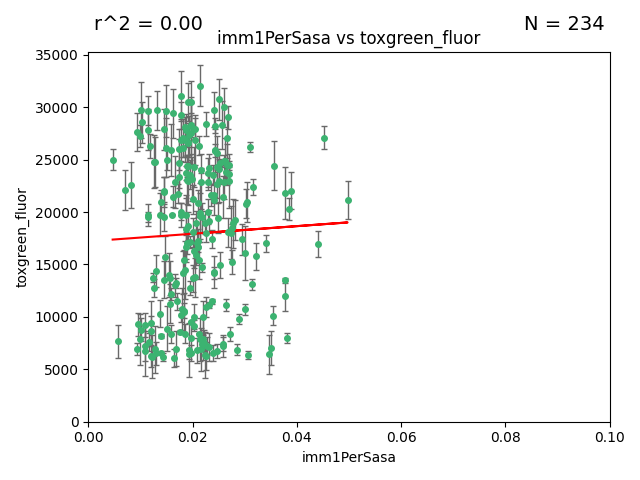 r^2 = 0.00
N = 234
imm1PerSasa vs toxgreen_fluor
35000
30000
25000
20000
15000
10000
5000
0
toxgreen_fluor
0.00
0.02
0.04
0.06
0.08
0.10
imm1PerSasa